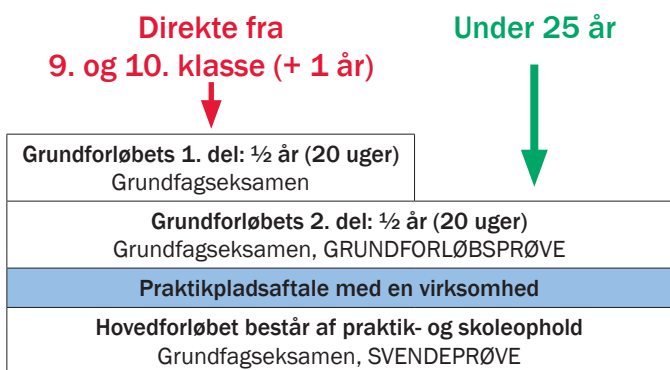 Direkte fra
9. og 10. klasse (+ 1 år)
Under 25 år
Grundforløbets 1. del: ½ år (20 uger)
Grundfagseksamen
Grundforløbets 2. del: ½ år (20 uger)
Grundfagseksamen, GRUNDFORLØBSPRØVE
Praktikpladsaftale med en virksomhed
Hovedforløbet består af praktik- og skoleophold
Grundfagseksamen, SVENDEPRØVE